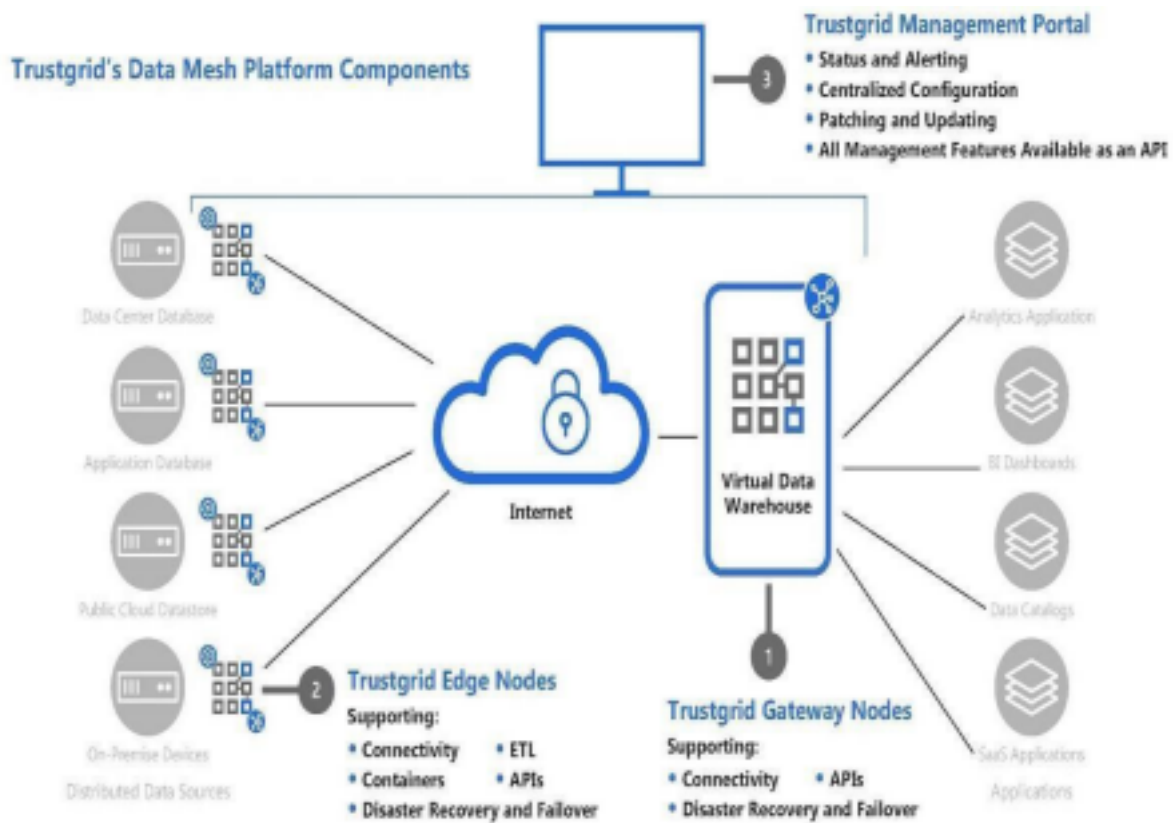 Trustgrid's Data Mesh Platform Components
3
Trustgrid Management Portal
• Status and Alerting
• Centralized Configuration
• Patching and Updating
• All Management Features Available as an API
Data Center Database
Application Database
Public Cloud Datastore
On-Premise Devices
Distributed Data Sources
Internet
Virtual Data
Warehouse
Analytics Application
BI Dashboards
Data Catalogs
SaaS Applications
Applications
2
Trustgrid Edge Nodes
Supporting:
• Connectivity • ETL
• Containers • APIs
• Disaster Recovery and Failover
1
Trustgrid Gateway Nodes
Supporting:
• Connectivity • APIs
• Disaster Recovery and Failover